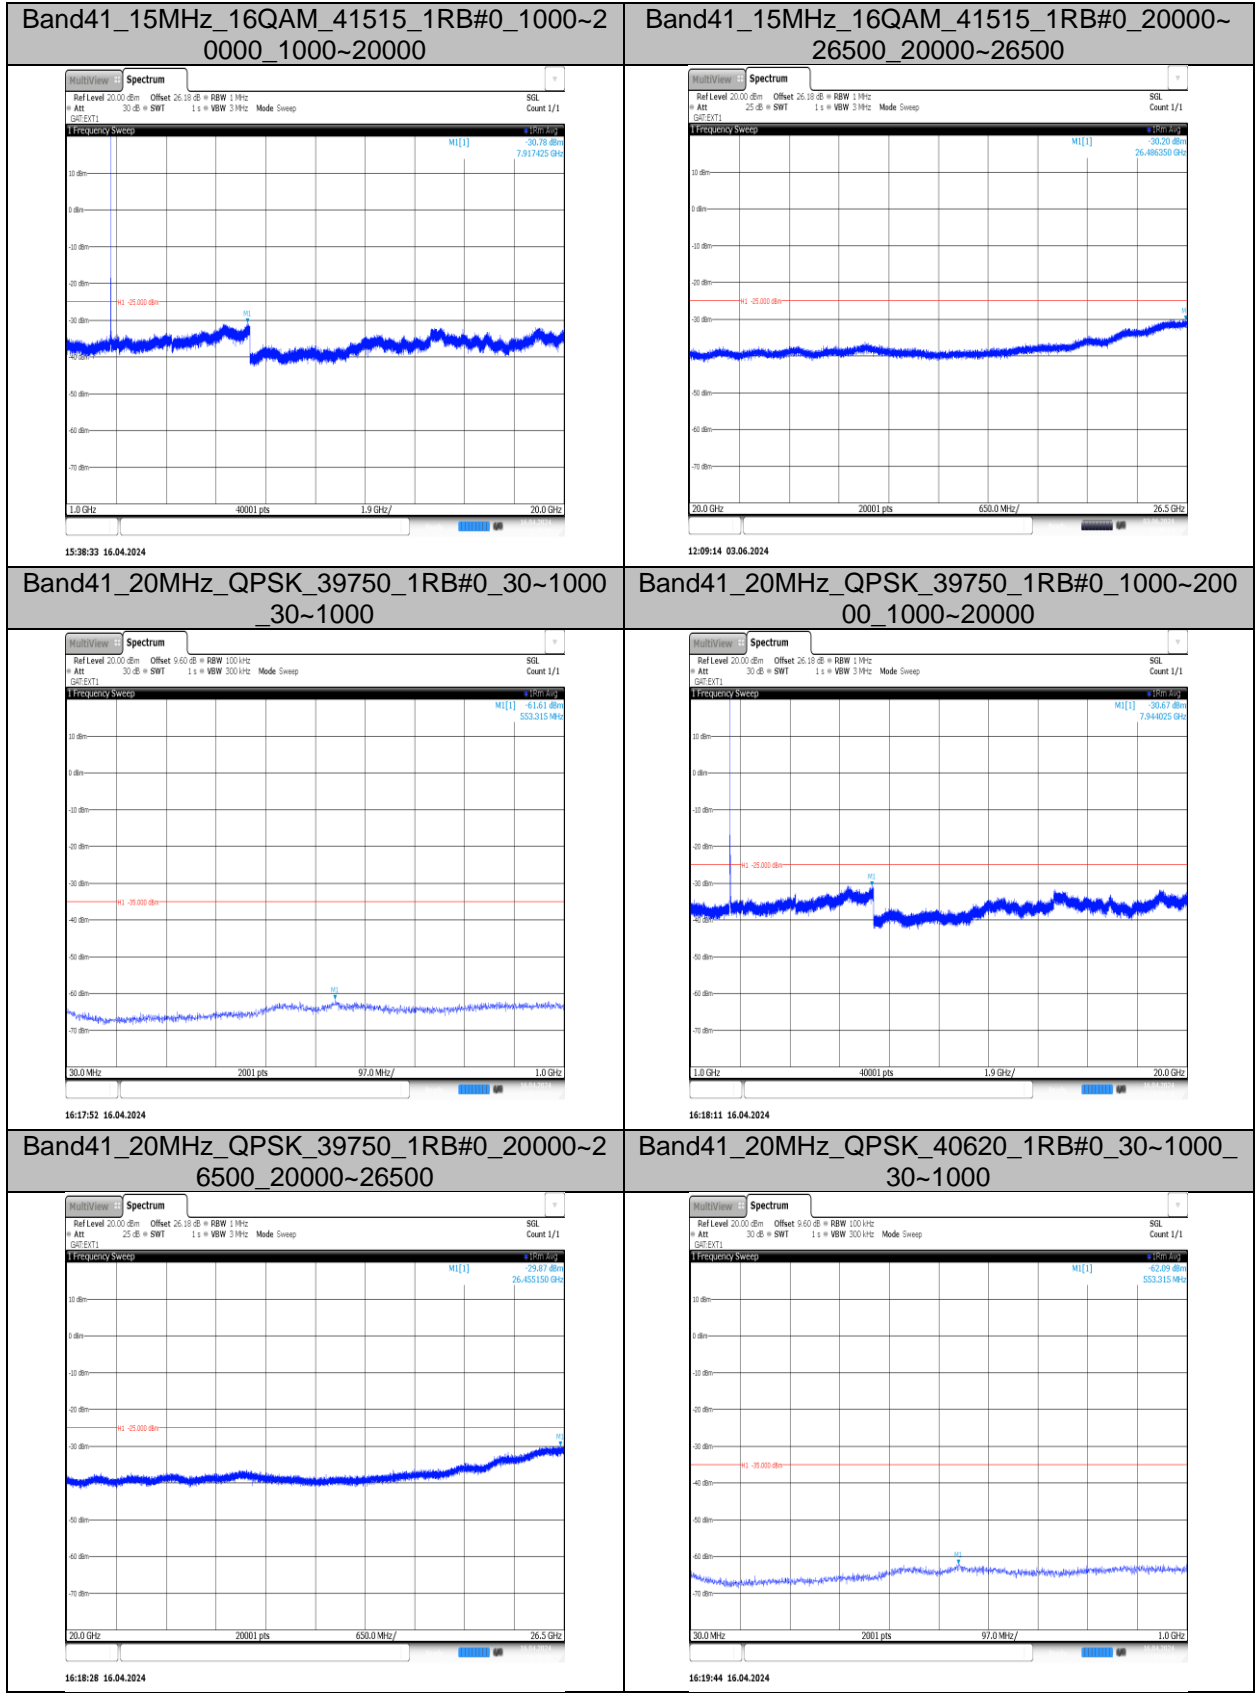 Band41_15MHz_16QAM_41515_1RB#0_1000~2
0000_1000~20000
MultiView Spectrum
Ref Level 20.00 dBm Offset 26.18 dB RBW 1 MHz SGL
Att 30 dB SWT 1 s VBW 3 MHz Mode Sweep Count 1/1
GAT:EXT1
1 Frequency Sweep 1Rm Avg
M1[1] -30.78 dBm
7.917425 GHz
10 dBm
0 dBm
-10 dBm
-20 dBm
H1 -25.000 dBm
M1
-30 dBm
-40 dBm
-50 dBm
-60 dBm
-70 dBm
1.0 GHz 40001 pts 1.9 GHz/ 20.0 GHz
15:38:33 16.04.2024
Band41_15MHz_16QAM_41515_1RB#0_20000~
26500_20000~26500
MultiView Spectrum
Ref Level 20.00 dBm Offset 26.18 dB RBW 1 MHz SGL
Att 25 dB SWT 1 s VBW 3 MHz Mode Sweep Count 1/1
GAT:EXT1
1 Frequency Sweep 1Rm Avg
M1[1] -30.20 dBm
26.486350 GHz
10 dBm
0 dBm
-10 dBm
-20 dBm
H1 -25.000 dBm
-30 dBm
-40 dBm
-50 dBm
-60 dBm
-70 dBm
20.0 GHz 20001 pts 650.0 MHz/ 26.5 GHz
12:09:14 03.06.2024
Band41_20MHz_QPSK_39750_1RB#0_30~1000
_30~1000
MultiView Spectrum
Ref Level 20.00 dBm Offset 9.60 dB RBW 100 kHz SGL
Att 30 dB SWT 1 s VBW 300 kHz Mode Sweep Count 1/1
GAT:EXT1
1 Frequency Sweep 1Rm Avg
M1[1] -61.61 dBm
553.315 MHz
10 dBm
0 dBm
-10 dBm
-20 dBm
-30 dBm
H1 -35.000 dBm
-40 dBm
-50 dBm
-60 dBm
M1
-70 dBm
30.0 MHz 2001 pts 97.0 MHz/ 1.0 GHz
16:17:52 16.04.2024
Band41_20MHz_QPSK_39750_1RB#0_1000~200
00_1000~20000
MultiView Spectrum
Ref Level 20.00 dBm Offset 26.18 dB RBW 1 MHz SGL
Att 30 dB SWT 1 s VBW 3 MHz Mode Sweep Count 1/1
GAT:EXT1
1 Frequency Sweep 1Rm Avg
M1[1] -30.67 dBm
7.944025 GHz
10 dBm
0 dBm
-10 dBm
-20 dBm
H1 -25.000 dBm
M1
-30 dBm
-40 dBm
-50 dBm
-60 dBm
-70 dBm
1.0 GHz 40001 pts 1.9 GHz/ 20.0 GHz
16:18:11 16.04.2024
Band41_20MHz_QPSK_39750_1RB#0_20000~2
6500_20000~26500
MultiView Spectrum
Ref Level 20.00 dBm Offset 26.18 dB RBW 1 MHz SGL
Att 25 dB SWT 1 s VBW 3 MHz Mode Sweep Count 1/1
GAT:EXT1
1 Frequency Sweep 1Rm Avg
M1[1] -29.87 dBm
26.455150 GHz
10 dBm
0 dBm
-10 dBm
-20 dBm
H1 -25.000 dBm
M1
-30 dBm
-40 dBm
-50 dBm
-60 dBm
-70 dBm
20.0 GHz 20001 pts 650.0 MHz/ 26.5 GHz
16:18:28 16.04.2024
Band41_20MHz_QPSK_40620_1RB#0_30~1000_
30~1000
MultiView Spectrum
Ref Level 20.00 dBm Offset 9.60 dB RBW 100 kHz SGL
Att 30 dB SWT 1 s VBW 300 kHz Mode Sweep Count 1/1
GAT:EXT1
1 Frequency Sweep 1Rm Avg
M1[1] -62.09 dBm
553.315 MHz
10 dBm
0 dBm
-10 dBm
-20 dBm
-30 dBm
H1 -35.000 dBm
-40 dBm
-50 dBm
-60 dBm
M1
-70 dBm
30.0 MHz 2001 pts 97.0 MHz/ 1.0 GHz
16:19:44 16.04.2024